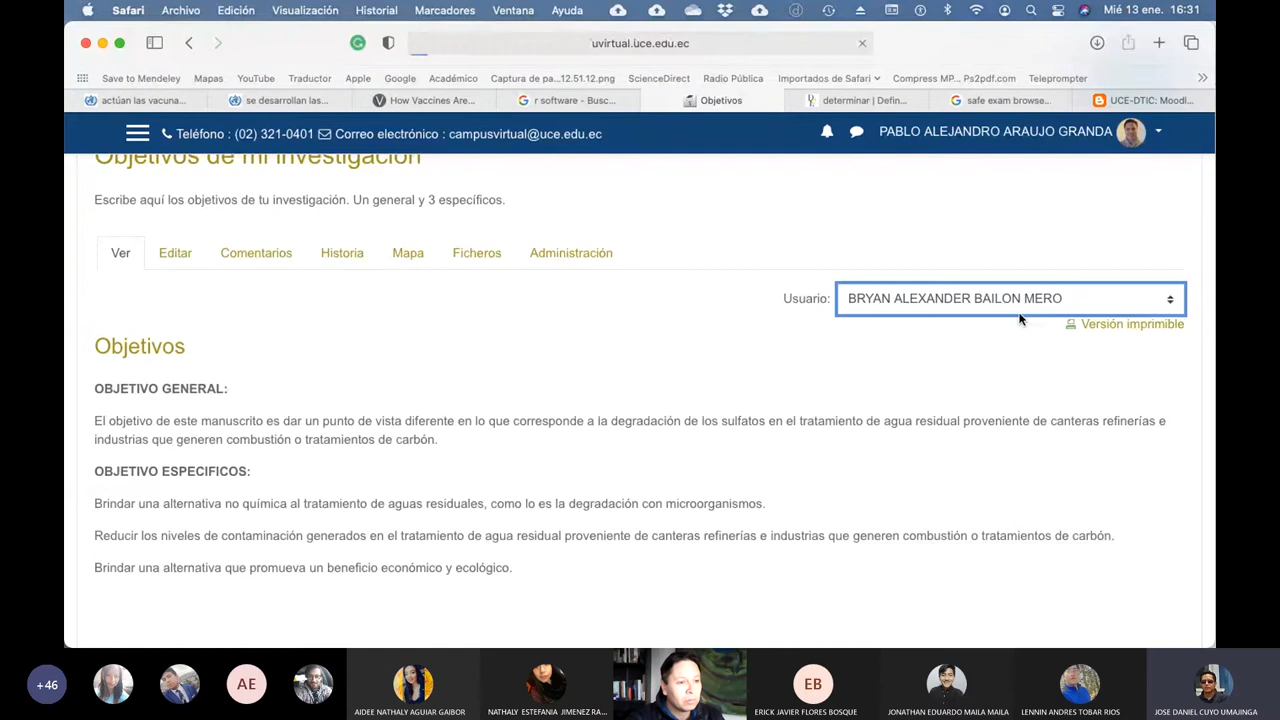 Safari Archivo Edición Visualización Historial Marcadores Ventana Ayuda Mié 13 ene. 16:31
uvirtual.uce.edu.ec
Save to Mendeley Mapas YouTube Traductor Apple Google Académico Captura de pa...12.51.12.png ScienceDirect Radio Pública Importados de Safari Compress MP... Ps2pdf.com Teleprompter
actúan las vacuna... se desarrollan las... How Vaccines Are... r software - Busc... Objetivos determinar | Defin... safe exam browse... UCE-DTIC: Moodl...
Teléfono : (02) 321-0401 Correo electrónico : campusvirtual@uce.edu.ec PABLO ALEJANDRO ARAUJO GRANDA
Objetivos de mi investigación
Escribe aquí los objetivos de tu investigación. Un general y 3 específicos.
Ver Editar Comentarios Historia Mapa Ficheros Administración
Usuario: BRYAN ALEXANDER BAILON MERO
Versión imprimible
Objetivos
OBJETIVO GENERAL:
El objetivo de este manuscrito es dar un punto de vista diferente en lo que corresponde a la degradación de los sulfatos en el tratamiento de agua residual proveniente de canteras refinerías e
industrias que generen combustión o tratamientos de carbón.
OBJETIVO ESPECIFICOS:
Brindar una alternativa no química al tratamiento de aguas residuales, como lo es la degradación con microorganismos.
Reducir los niveles de contaminación generados en el tratamiento de agua residual proveniente de canteras refinerías e industrias que generen combustión o tratamientos de carbón.
Brindar una alternativa que promueva un beneficio económico y ecológico.
+46 AE EB
AIDEE NATHALY AGUIAR GAIBOR NATHALY ESTEFANIA JIMENEZ RA... ERICK JAVIER FLORES BOSQUE JONATHAN EDUARDO MAILA MAILA LENNIN ANDRES TOBAR RIOS JOSE DANIEL CUYO UMAJINGA